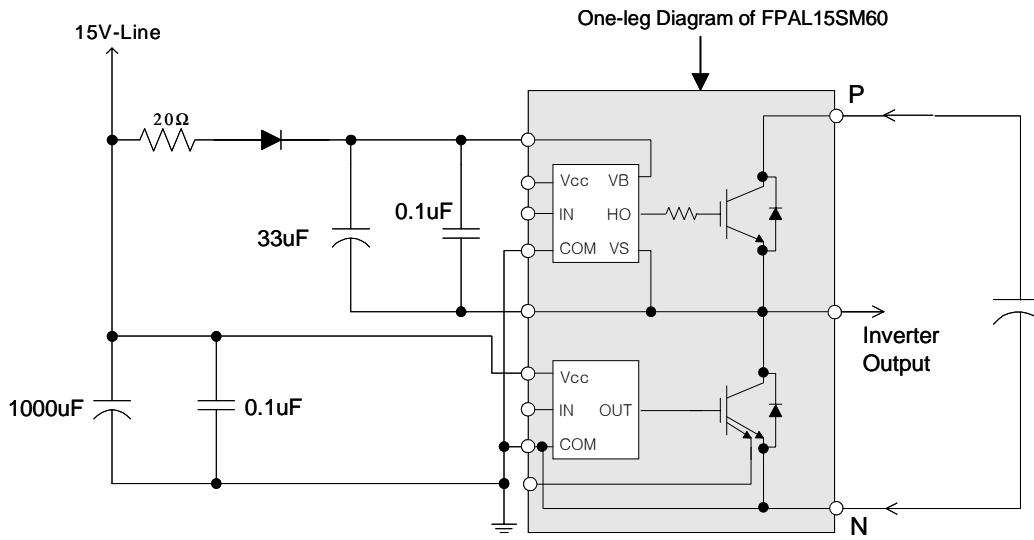 One-leg Diagram of FPAL15SM60
15V-Line
P
20Ω
Vcc VB
0.1uF
IN HO
33uF
COM VS
Inverter
Output
Vcc
1000uF
0.1uF
IN OUT
COM
N